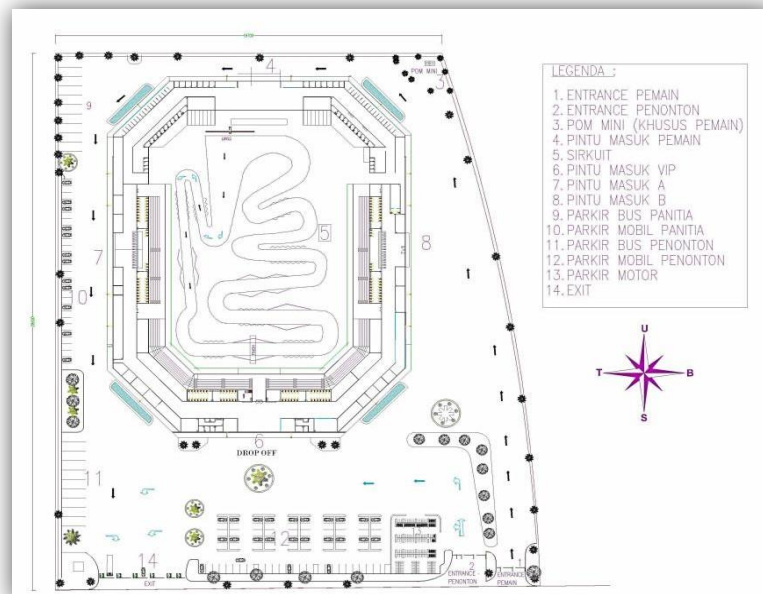 4
POM MINI
3
9
5
7
8
10
6
DROP OFF
11
12
14
EXIT
2
ENTRANCE
PENONTON
1
ENTRANCE
PEMAIN
LEGENDA :
1. ENTRANCE PEMAIN
2. ENTRANCE PENONTON
3. POM MINI (KHUSUS PEMAIN)
4. PINTU MASUK PEMAIN
5. SIRKUIT
6. PINTU MASUK VIP
7. PINTU MASUK A
8. PINTU MASUK B
9. PARKIR BUS PANITIA
10. PARKIR MOBIL PANITIA
11. PARKIR BUS PENONTON
12. PARKIR MOBIL PENONTON
13. PARKIR MOTOR
14. EXIT
U
T
B
S